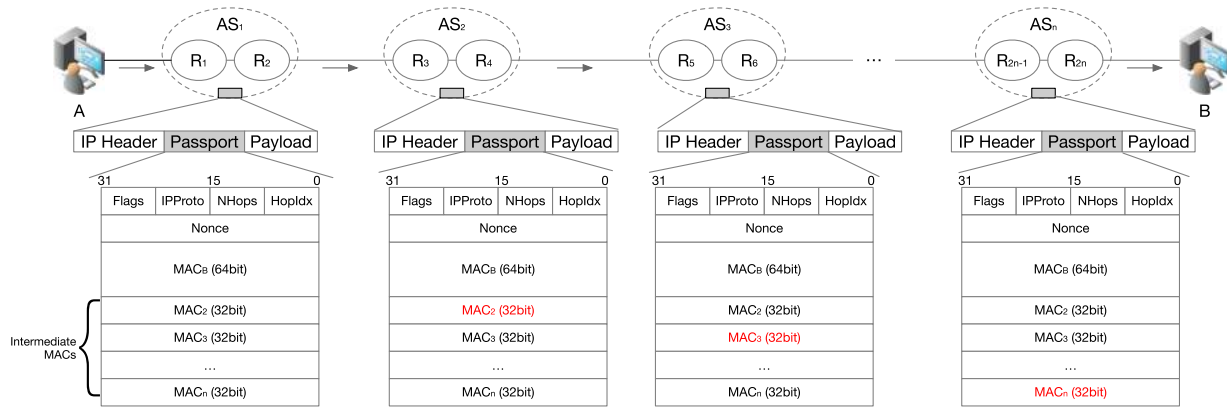 AS1 AS2 AS3 ASn
R1 R2 R3 R4 R5 R6 ... R2n-1 R2n
A B
IP Header Passport Payload IP Header Passport Payload IP Header Passport Payload IP Header Passport Payload
31 15 0 31 15 0 31 15 0 31 15 0
Flags IPProto NHops HopIdx Flags IPProto NHops HopIdx Flags IPProto NHops HopIdx Flags IPProto NHops HopIdx
Nonce Nonce Nonce Nonce
MACB (64bit) MACB (64bit) MACB (64bit) MACB (64bit)
MAC2 (32bit) MAC2 (32bit) MAC2 (32bit) MAC2 (32bit)
Intermediate
MACs
MAC3 (32bit) MAC3 (32bit) MAC3 (32bit) MAC3 (32bit)
... ... ... ...
MACn (32bit) MACn (32bit) MACn (32bit) MACn (32bit)